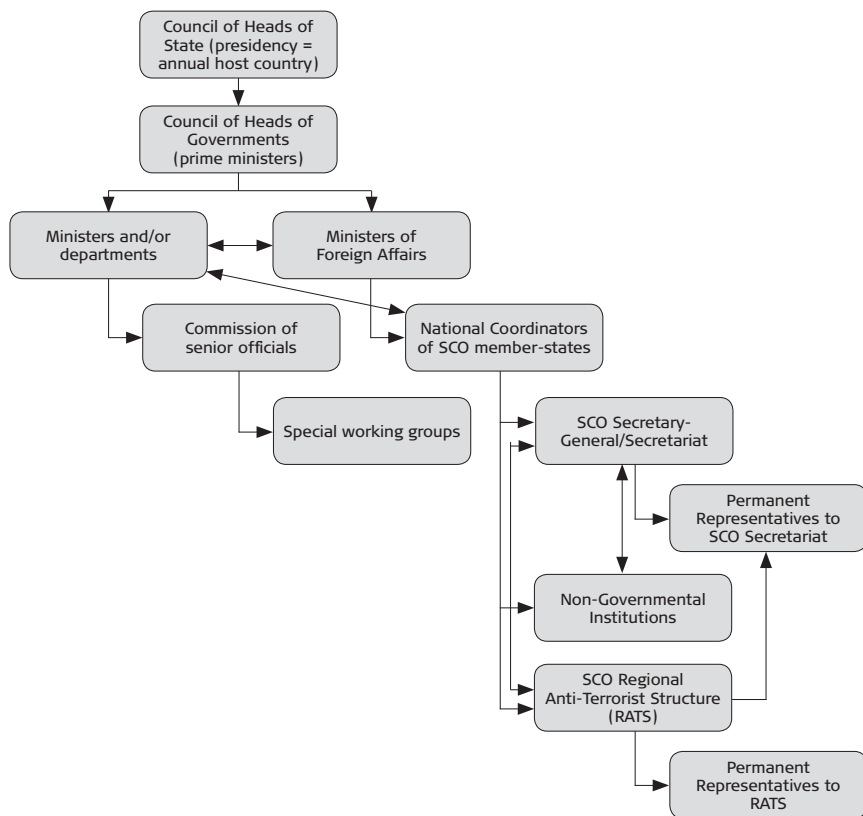 Council of Heads of
State (presidency =
annual host country)
Council of Heads of
Governments
(prime ministers)
Ministers and/or
departments
Ministers of
Foreign Affairs
Commission of
senior officials
National Coordinators
of SCO member-states
Special working groups
SCO Secretary-
General/Secretariat
Permanent
Representatives to
SCO Secretariat
Non-Governmental
Institutions
SCO Regional
Anti-Terrorist Structure
(RATS)
Permanent
Representatives to
RATS